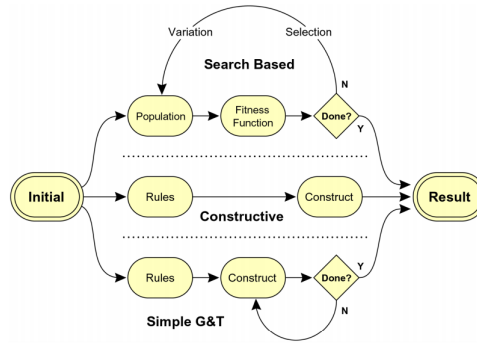 Variation
Selection
Search Based
N
Population
Fitness
Function
Done?
Y
Initial
Rules
Construct
Result
Constructive
Rules
Construct
Done?
Y
N
Simple G&T